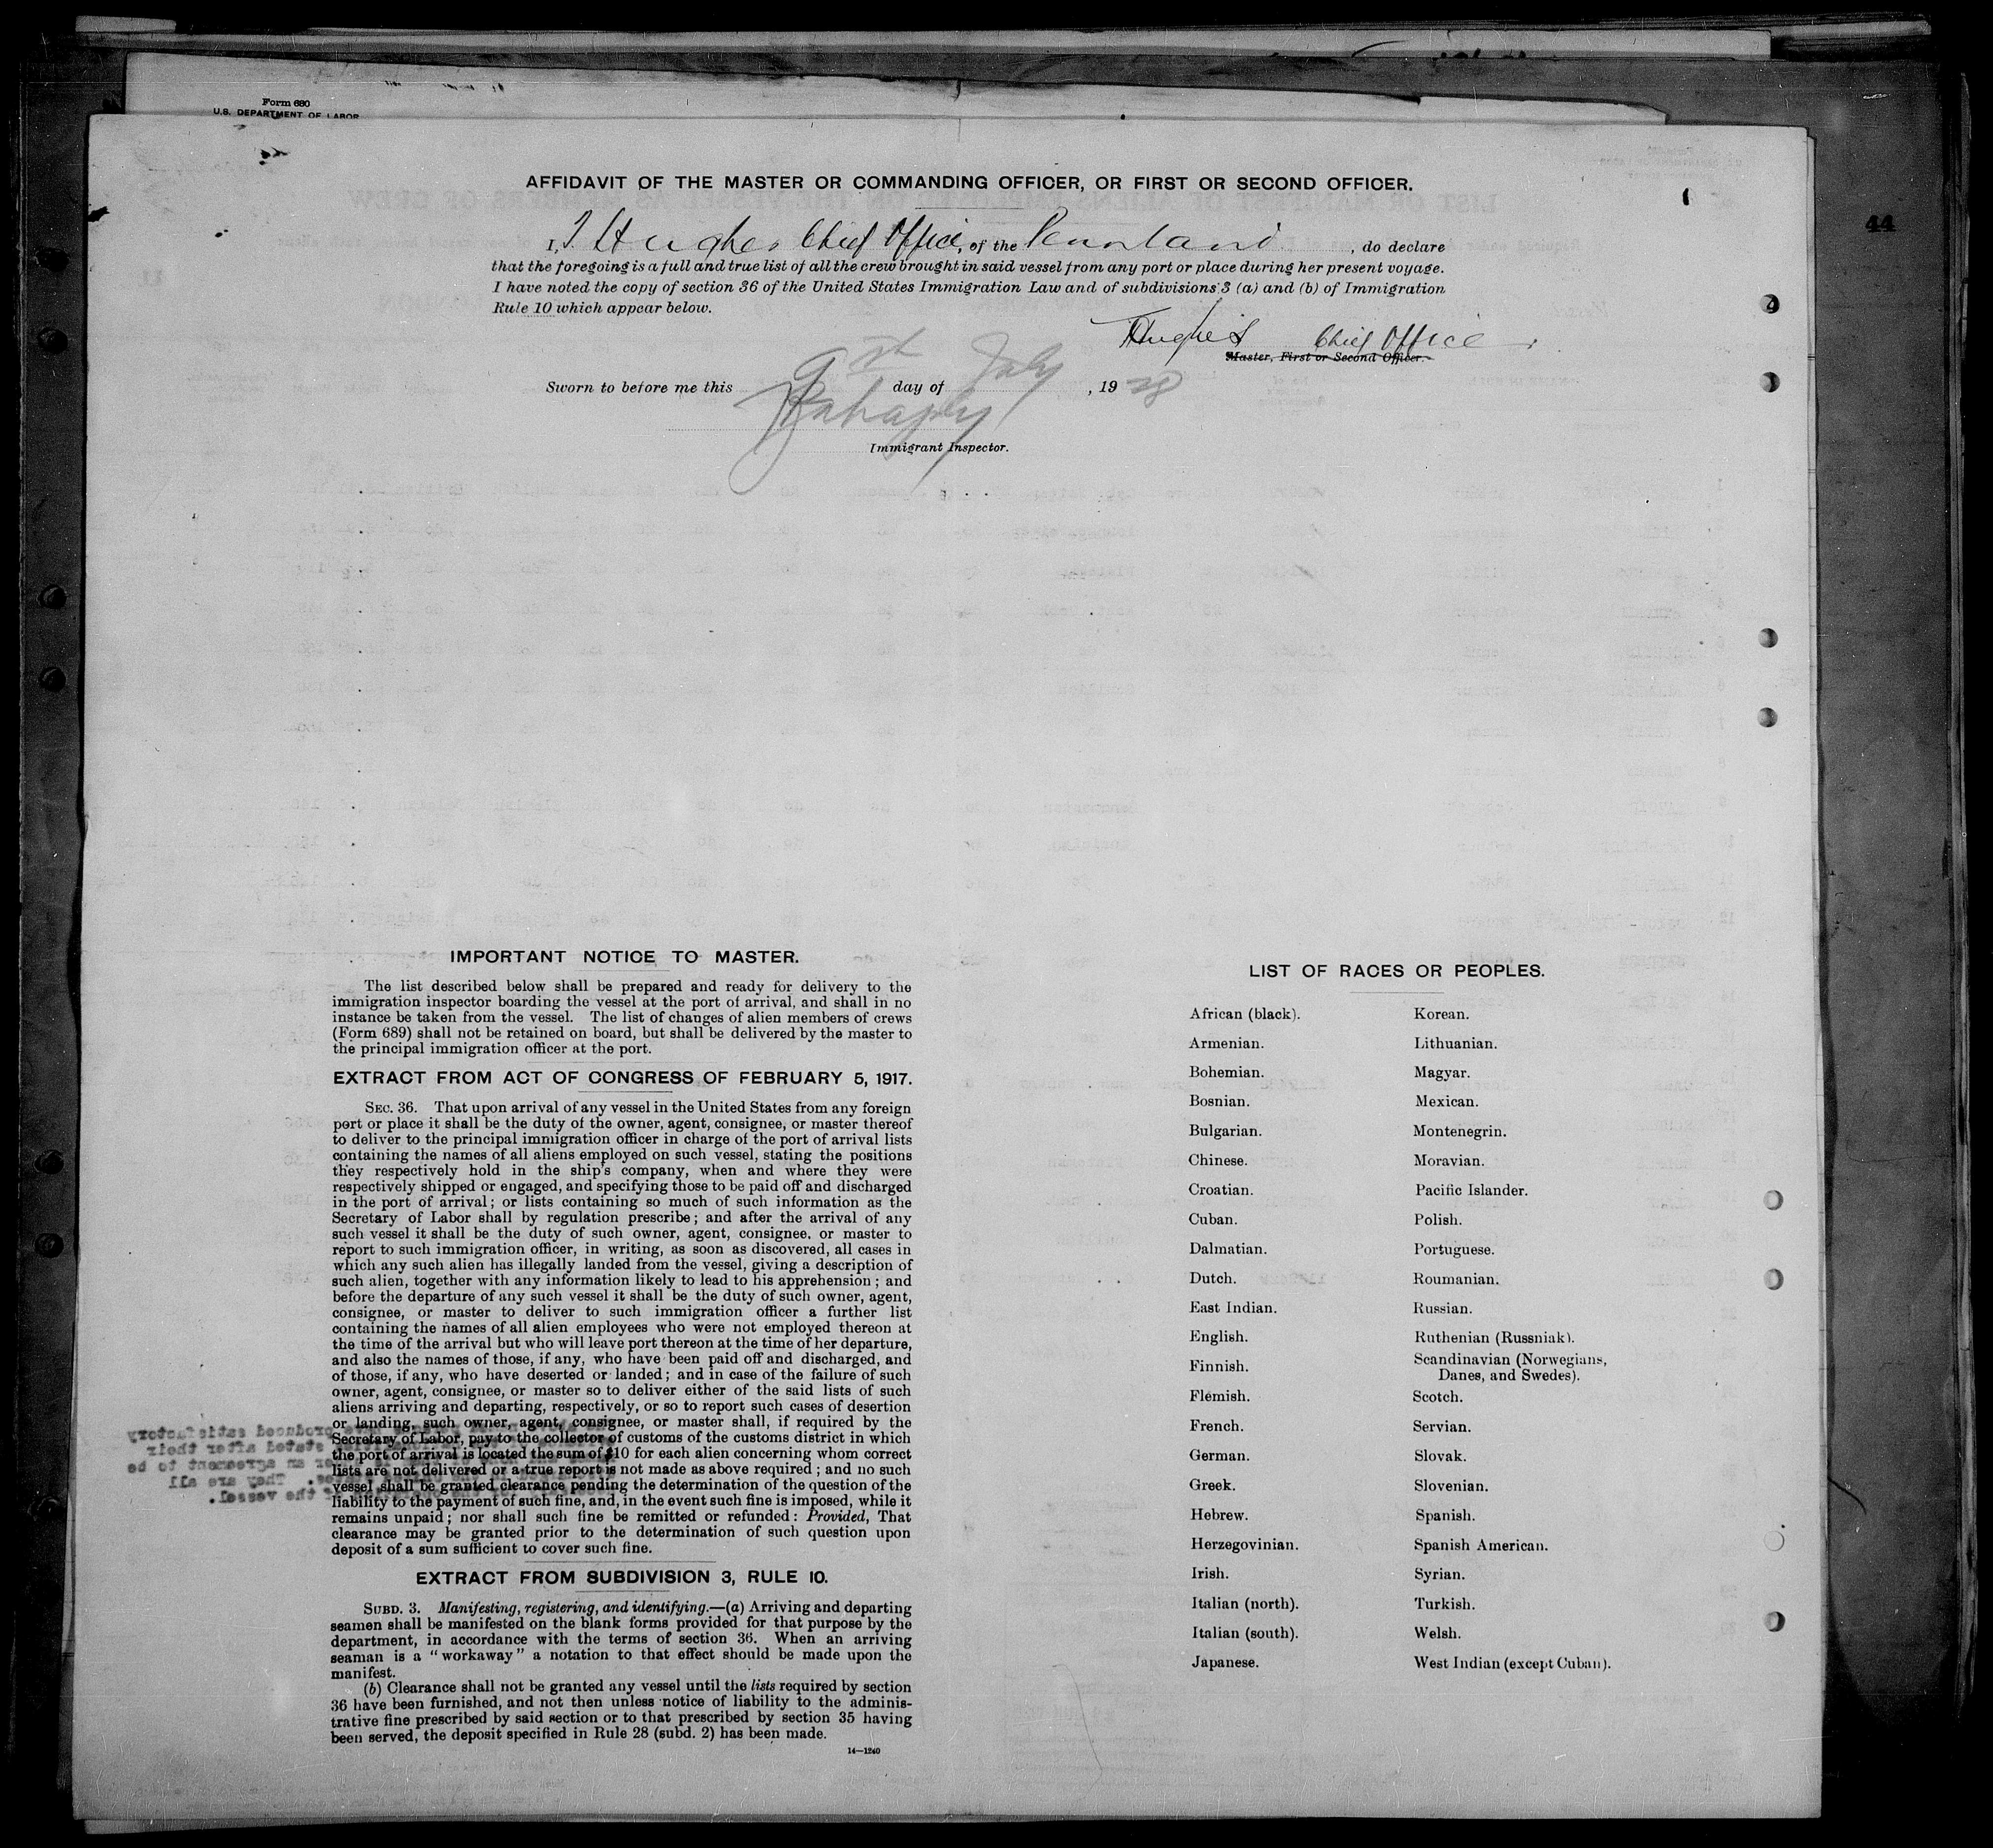 Form 680
U.S. DEPARTMENT OF LABOR
44
AFFIDAVIT OF THE MASTER OR COMMANDING OFFICER, OR FIRST OR SECOND OFFICER.
I, Hughes Chief Office, of the Pennland, do declare
that the foregoing is a full and true list of all the crew brought in said vessel from any port or place during her present voyage.
I have noted the copy of section 36 of the United States Immigration Law and of subdivisions 3 (a) and (b) of Immigration
Rule 10 which appear below.
Hughes Chief Office
Master, First or Second Officer.
Sworn to before me this 9 day of July, 1928
Immigrant Inspector.
IMPORTANT NOTICE TO MASTER.
The list described below shall be prepared and ready for delivery to the
immigration inspector boarding the vessel at the port of arrival, and shall in no
instance be taken from the vessel. The list of changes of alien members of crews
(Form 689) shall not be retained on board, but shall be delivered by the master to
the principal immigration officer at the port.
EXTRACT FROM ACT OF CONGRESS OF FEBRUARY 5, 1917.
SEC. 36. That upon arrival of any vessel in the United States from any foreign
port or place it shall be the duty of the owner, agent, consignee, or master thereof
to deliver to the principal immigration officer in charge of the port of arrival lists
containing the names of all aliens employed on such vessel, stating the positions
they respectively hold in the ship's company, when and where they were
respectively shipped or engaged, and specifying those to be paid off and discharged
in the port of arrival; or lists containing so much of such information as the
Secretary of Labor shall by regulation prescribe; and after the arrival of any
such vessel it shall be the duty of such owner, agent, consignee, or master to
report to such immigration officer, in writing, as soon as discovered, all cases in
which any such alien has illegally landed from the vessel, giving a description of
such alien, together with any information likely to lead to his apprehension; and
before the departure of any such vessel it shall be the duty of such owner, agent,
consignee, or master to deliver to such immigration officer a further list
containing the names of all alien employees who were not employed thereon at
the time of the arrival but who will leave port thereon at the time of her departure,
and also the names of those, if any, who have been paid off and discharged, and
of those, if any, who have deserted or landed; and in case of the failure of such
owner, agent, consignee, or master so to deliver either of the said lists of such
aliens arriving and departing, respectively, or so to report such cases of desertion
or landing, such owner, agent, consignee, or master shall, if required by the
Secretary of Labor, pay to the collector of customs of the customs district in which
the port of arrival is located the sum of $10 for each alien concerning whom correct
lists are not delivered or a true report is not made as above required; and no such
vessel shall be granted clearance pending the determination of the question of the
liability to the payment of such fine, and, in the event such fine is imposed, while it
remains unpaid; nor shall such fine be remitted or refunded: Provided, That
clearance may be granted prior to the determination of such question upon
deposit of a sum sufficient to cover such fine.
EXTRACT FROM SUBDIVISION 3, RULE 10.
SUBD. 3. Manifesting, registering, and identifying.—(a) Arriving and departing
seamen shall be manifested on the blank forms provided for that purpose by the
department, in accordance with the terms of section 36. When an arriving
seaman is a "workaway" a notation to that effect should be made upon the
manifest.
(b) Clearance shall not be granted any vessel until the lists required by section
36 have been furnished, and not then unless notice of liability to the adminis-
trative fine prescribed by said section or to that prescribed by section 35 having
been served, the deposit specified in Rule 28 (subd. 2) has been made.
14—1240
LIST OF RACES OR PEOPLES.
African (black).
Armenian.
Bohemian.
Bosnian.
Bulgarian.
Chinese.
Croatian.
Cuban.
Dalmatian.
Dutch.
East Indian.
English.
Finnish.
Flemish.
French.
German.
Greek.
Hebrew.
Herzegovinian.
Irish.
Italian (north).
Italian (south).
Japanese.
Korean.
Lithuanian.
Magyar.
Mexican.
Montenegrin.
Moravian.
Pacific Islander.
Polish.
Portuguese.
Roumanian.
Russian.
Ruthenian (Russniak).
Scandinavian (Norwegians,
Danes, and Swedes).
Scotch.
Servian.
Slovak.
Slovenian.
Spanish.
Spanish American.
Syrian.
Turkish.
Welsh.
West Indian (except Cuban).